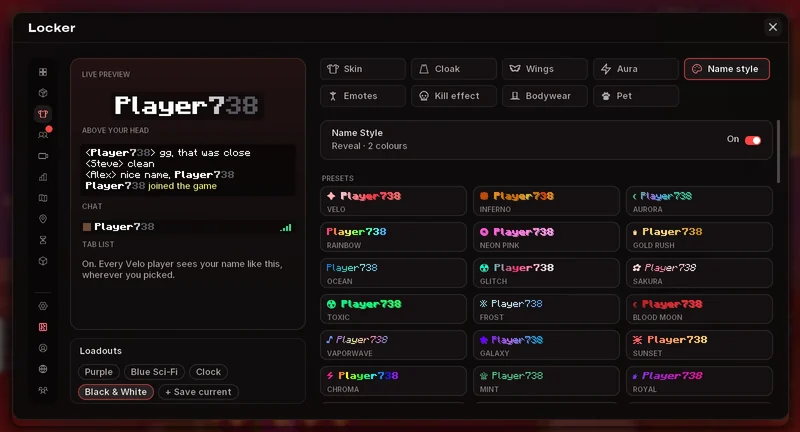 Locker
LIVE PREVIEW
Player738
ABOVE YOUR HEAD
<Player738> gg, that was close
<Steve> clean
<Alex> nice name, Player738
Player738 joined the game
CHAT
Player738
TAB LIST
On. Every Velo player sees your name like this,
wherever you picked.
Loadouts
Purple
Blue Sci-Fi
Clock
Black & White
+ Save current
Skin
Cloak
Wings
Aura
Name style
Emotes
Kill effect
Bodywear
Pet
Name Style
Reveal · 2 colours
On
PRESETS
Player738
VELO
Player738
INFERNO
Player738
AURORA
Player738
RAINBOW
Player738
NEON PINK
Player738
GOLD RUSH
Player738
OCEAN
Player738
GLITCH
Player738
SAKURA
Player738
TOXIC
Player738
FROST
Player738
BLOOD MOON
Player738
VAPORWAVE
Player738
GALAXY
Player738
SUNSET
Player738
CHROMA
Player738
MINT
Player738
ROYAL